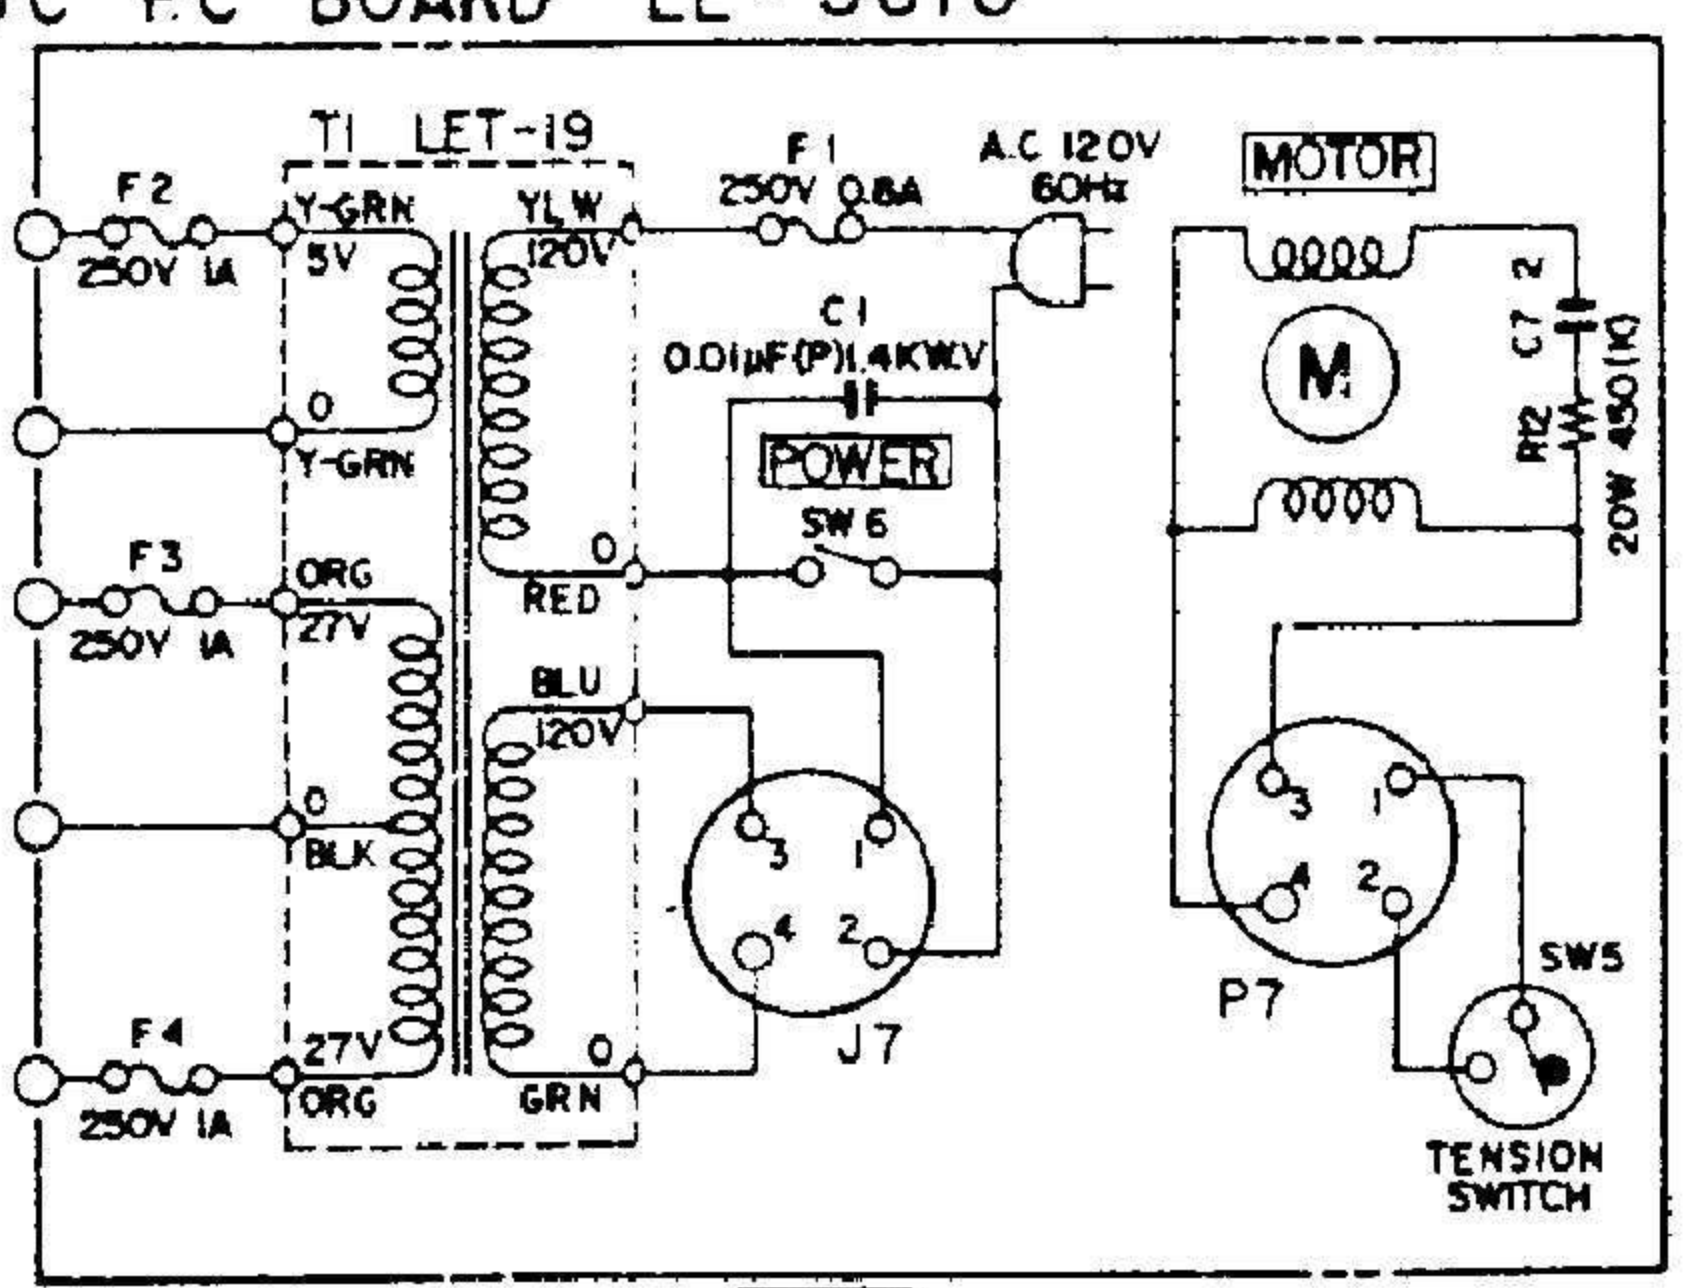 PC BOARD
T1 LET-19
F2
250V 1A
Y-GRN
5V
0
Y-GRN
F3
250V 1A
ORG
27V
0
BLK
F4
250V 1A
27V
ORG
YLW
120V
0
RED
BLU
120V
0
GRN
F1
250V 0.8A
A.C 120V
60Hz
C1
0.01µF(P)1.4KW.V
POWER
SW6
3
1
4
2
J7
MOTOR
M
C7 2
R12
20W 450(K)
3
1
4
2
P7
SW5
TENSION
SWITCH